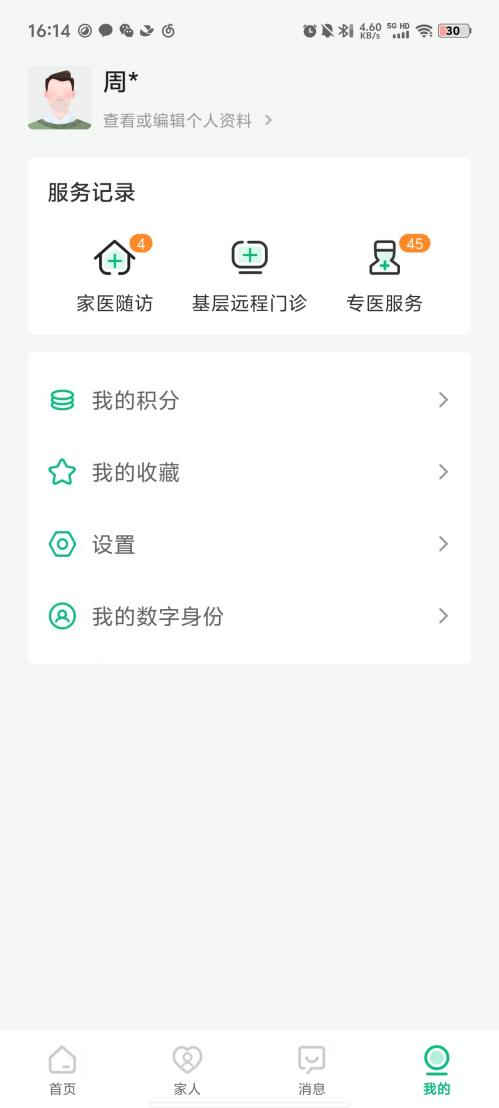 16:14 4.60 KB/s 5G HD 30
周*
查看或编辑个人资料
服务记录
4 45
家医随访 基层远程门诊 专医服务
我的积分
我的收藏
设置
我的数字身份
首页 家人 消息 我的